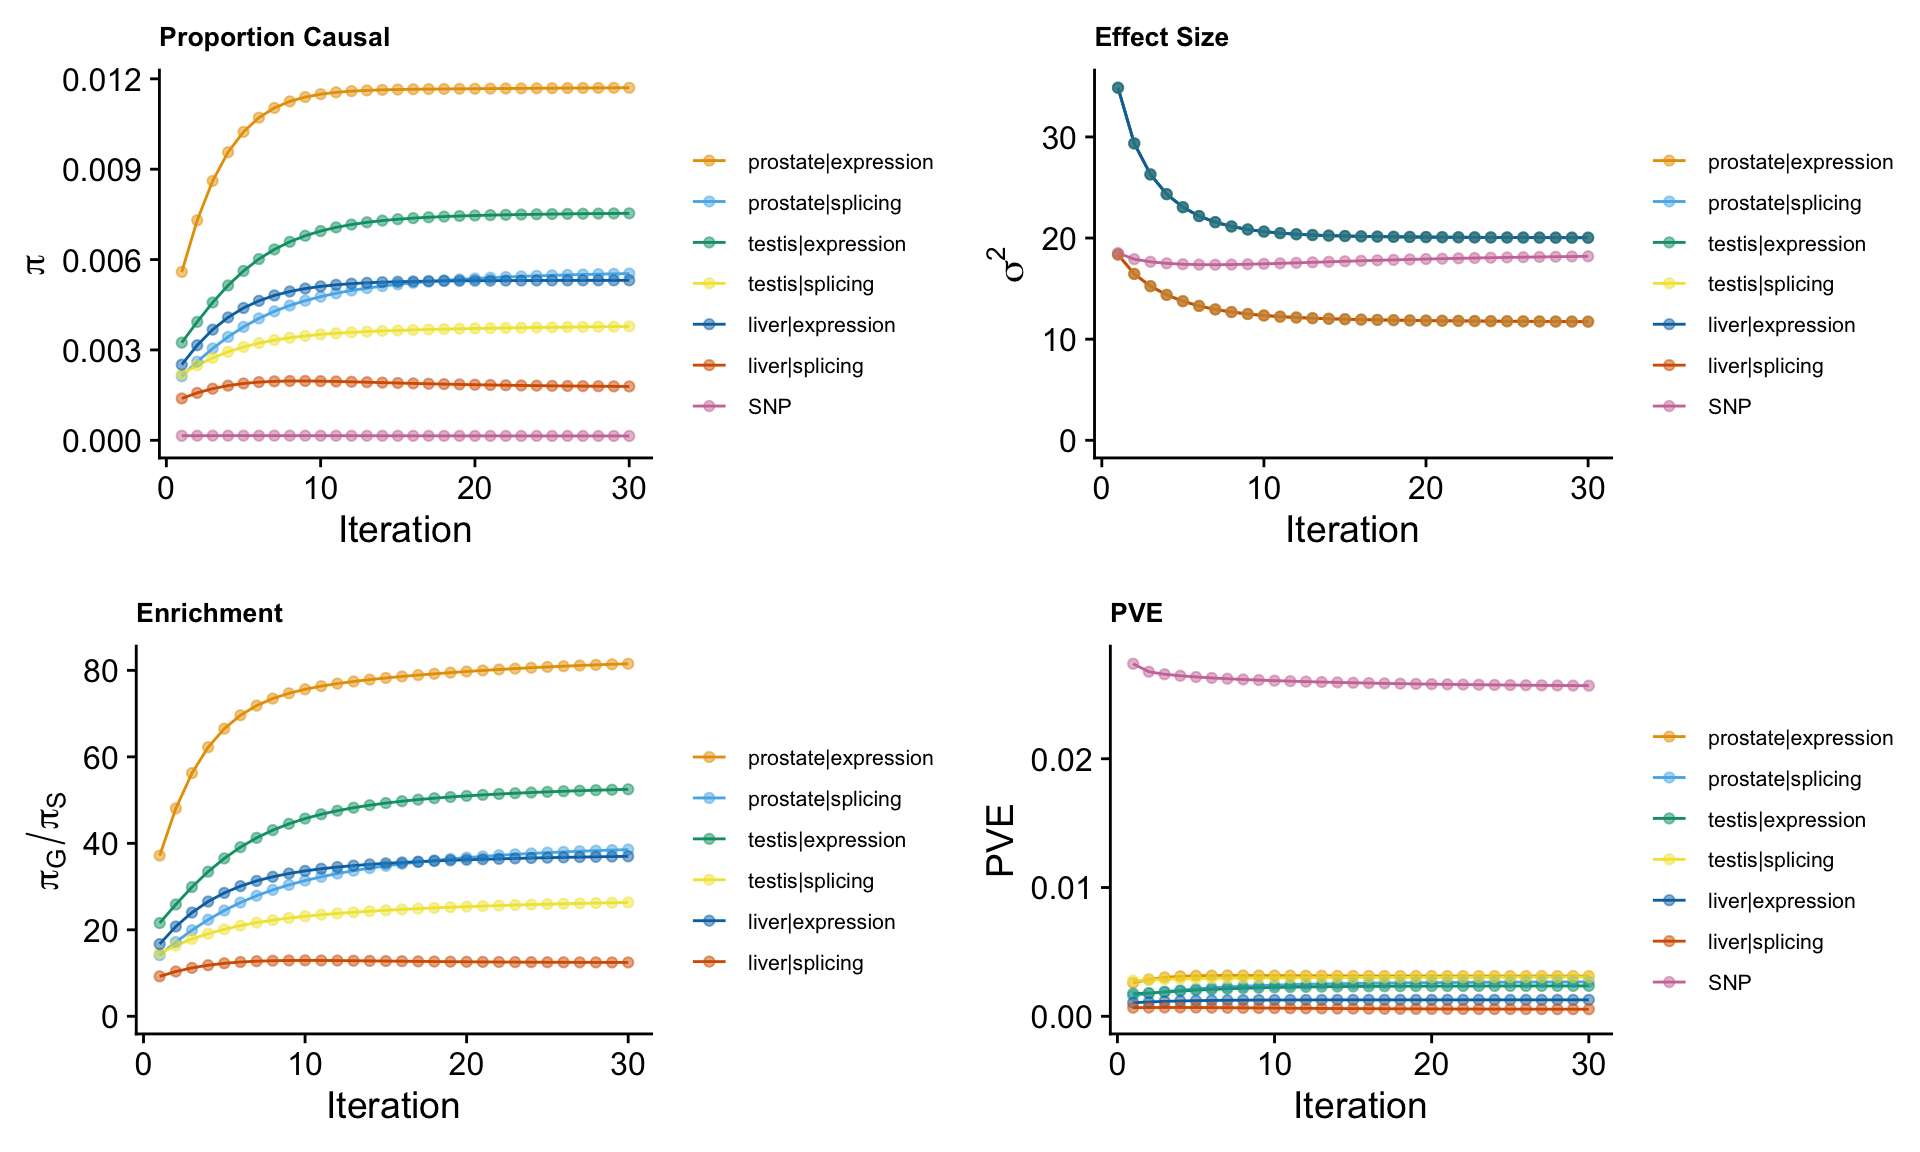 Proportion Causal
0.012
0.009
0.006
0.003
0.000
π
0 10 20 30
Iteration
prostate|expression
prostate|splicing
testis|expression
testis|splicing
liver|expression
liver|splicing
SNP
Effect Size
30
20
10
0
σ²
0 10 20 30
Iteration
prostate|expression
prostate|splicing
testis|expression
testis|splicing
liver|expression
liver|splicing
SNP
Enrichment
80
60
40
20
0
πG/πS
0 10 20 30
Iteration
prostate|expression
prostate|splicing
testis|expression
testis|splicing
liver|expression
liver|splicing
PVE
0.02
0.01
0.00
PVE
0 10 20 30
Iteration
prostate|expression
prostate|splicing
testis|expression
testis|splicing
liver|expression
liver|splicing
SNP